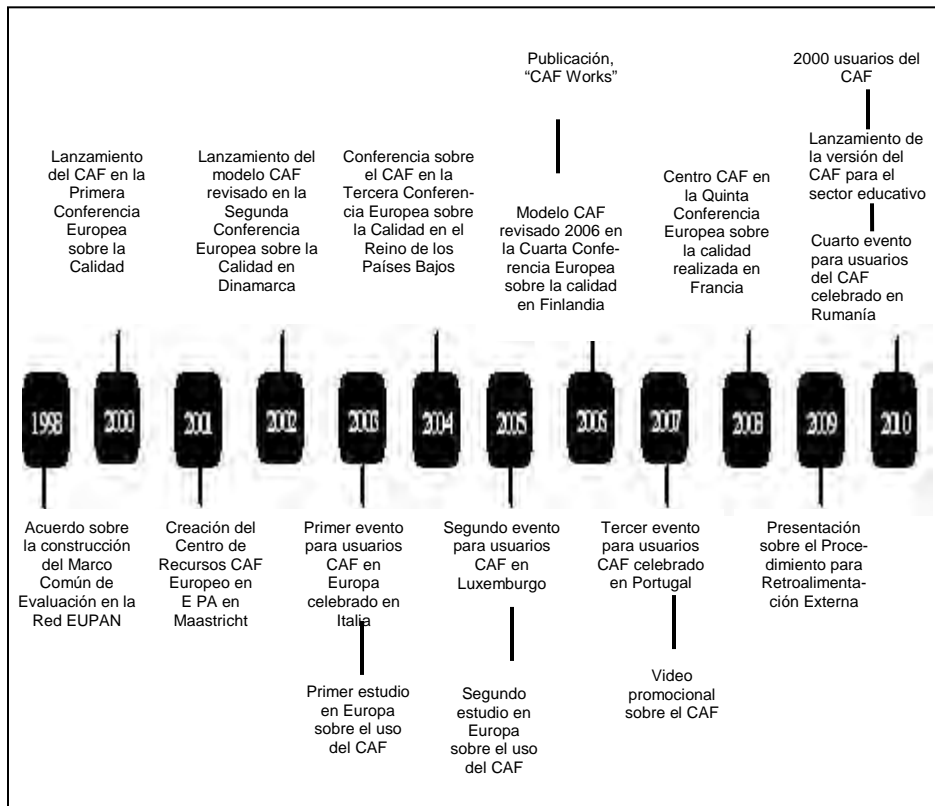 Publicación,
“CAF Works”
2000 usuarios del
CAF
Lanzamiento
del CAF en la
Primera
Conferencia
Europea
sobre la
Calidad
Lanzamiento del
modelo CAF
revisado en la
Segunda
Conferencia
Europea sobre la
Calidad en
Dinamarca
Conferencia sobre
el CAF en la
Tercera Conferen-
cia Europea sobre
la Calidad en el
Reino de los
Países Bajos
Modelo CAF
revisado 2006 en
la Cuarta Confe-
rencia Europea
sobre la calidad
en Finlandia
Centro CAF en
la Quinta
Conferencia
Europea sobre
la calidad
realizada en
Francia
Lanzamiento de
la versión del
CAF para el
sector educativo
Cuarto evento
para usuarios
del CAF
celebrado en
Rumanía
1998 2000 2001 2002 2003 2004 2005 2006 2007 2008 2009 2010
Acuerdo sobre
la construcción
del Marco
Común de
Evaluación en la
Red EUPAN
Creación del
Centro de
Recursos CAF
Europeo en
E PA en
Maastricht
Primer evento
para usuarios
CAF en
Europa
celebrado en
Italia
Segundo evento
para usuarios
CAF en
Luxemburgo
Tercer evento
para usuarios
CAF celebrado
en Portugal
Presentación
sobre el Proce-
dimiento para
Retroalimenta-
ción Externa
Primer estudio
en Europa
sobre el uso
del CAF
Segundo
estudio en
Europa
sobre el uso
del CAF
Video
promocional
sobre el CAF